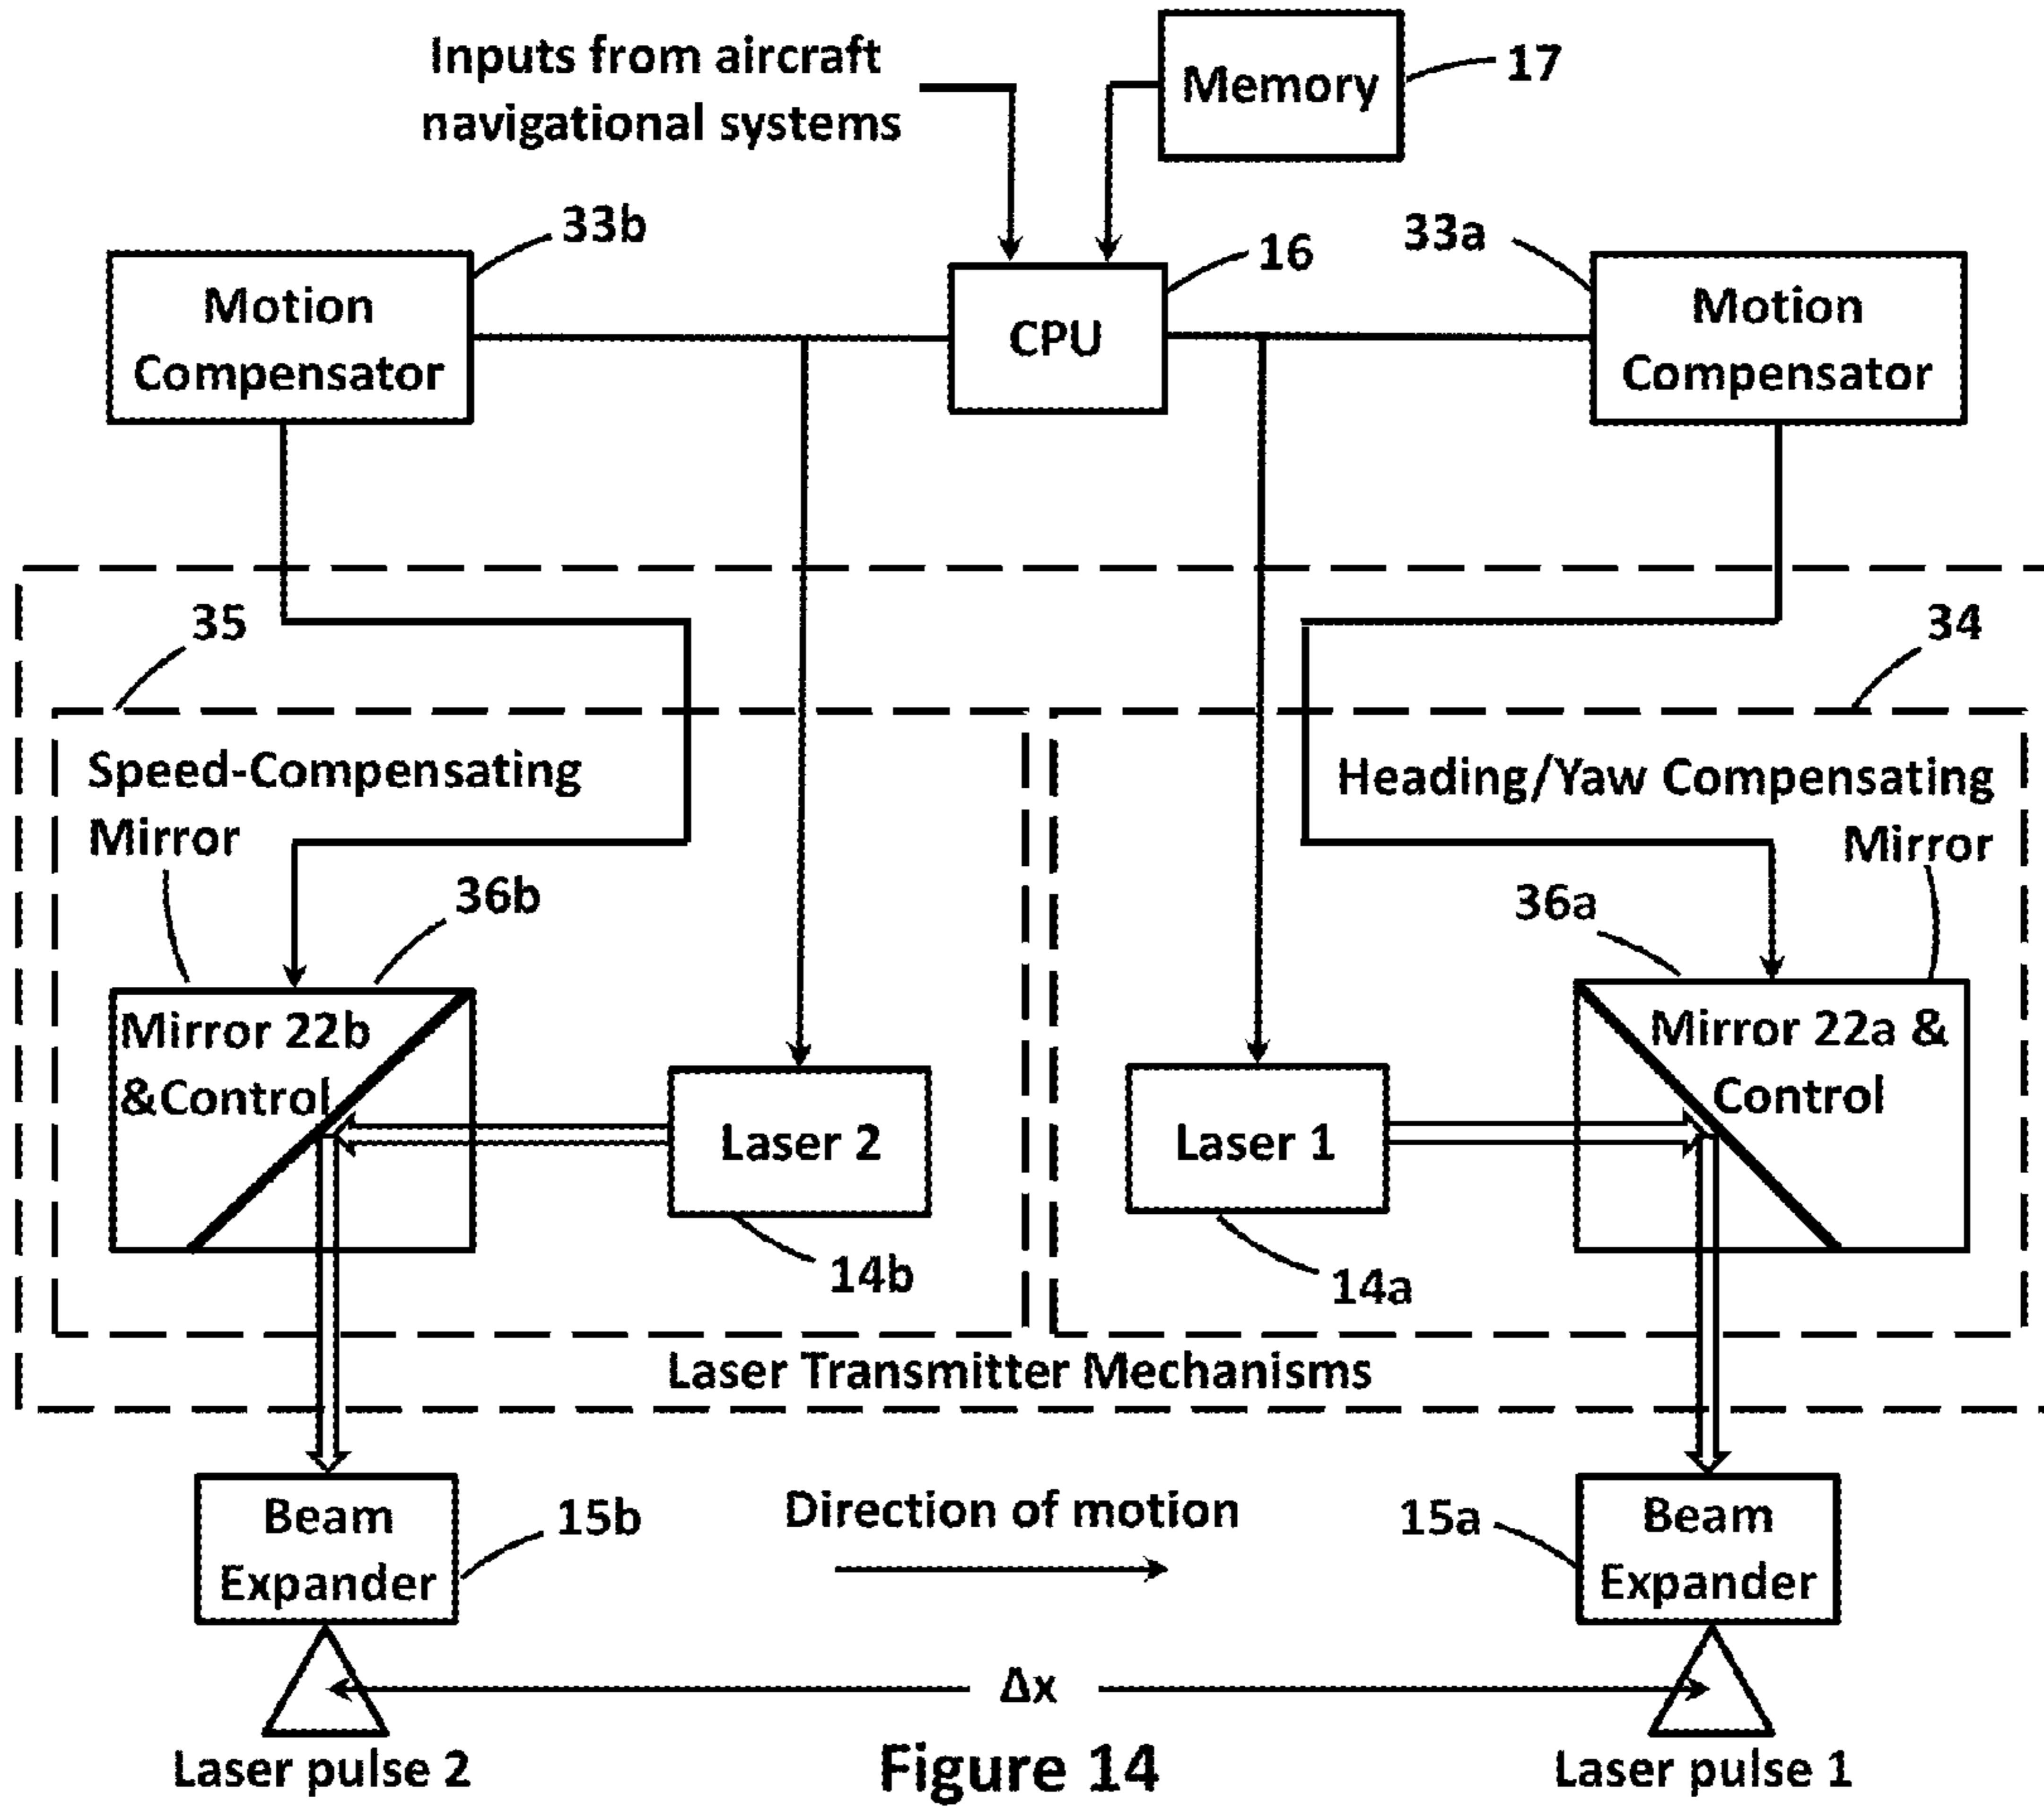 Inputs from aircraft
navigational systems
Memory
17
33b
16
33a
Motion
Compensator
CPU
Motion
Compensator
35
34
Speed-Compensating
Mirror
Heading/Yaw Compensating
Mirror
36b
36a
Mirror 22b
&Control
Mirror 22a &
Control
Laser 2
Laser 1
14b
14a
Laser Transmitter Mechanisms
Beam
Expander
15b
Direction of motion
15a
Beam
Expander
Δx
Laser pulse 2
Figure 14
Laser pulse 1